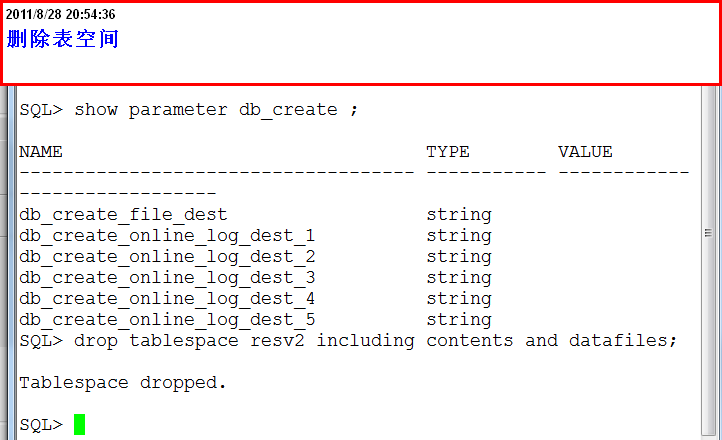 2011/8/28 20:54:36
删除表空间
SQL> show parameter db_create ;
NAME                                 TYPE        VALUE
------------------------------------ ----------- ------------
------------------
db_create_file_dest                  string
db_create_online_log_dest_1          string
db_create_online_log_dest_2          string
db_create_online_log_dest_3          string
db_create_online_log_dest_4          string
db_create_online_log_dest_5          string
SQL> drop tablespace resv2 including contents and datafiles;
Tablespace dropped.
SQL>